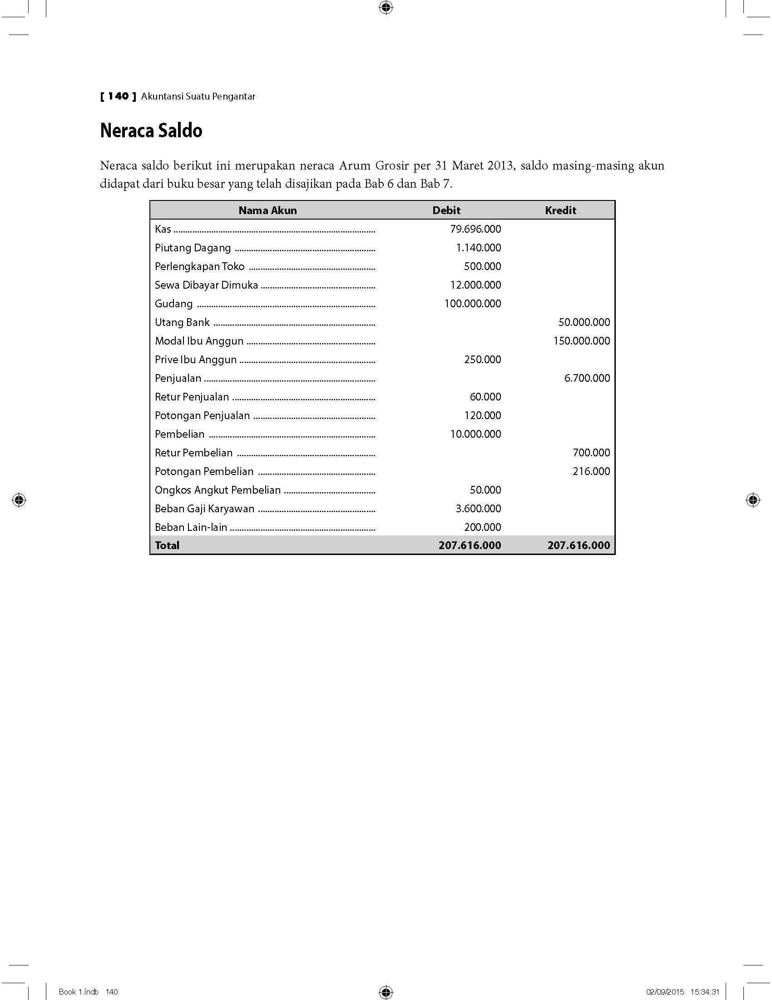 [ 140 ] Akuntansi Suatu Pengantar
Neraca Saldo
Neraca saldo berikut ini merupakan neraca Arum Grosir per 31 Maret 2013, saldo masing-masing akun
didapat dari buku besar yang telah disajikan pada Bab 6 dan Bab 7.
Nama Akun Debit Kredit
Kas ..................................................................................... 79.696.000
Piutang Dagang ............................................................ 1.140.000
Perlengkapan Toko ...................................................... 500.000
Sewa Dibayar Dimuka ................................................. 12.000.000
Gudang ............................................................................ 100.000.000
Utang Bank ..................................................................... 50.000.000
Modal Ibu Anggun ....................................................... 150.000.000
Prive Ibu Anggun .......................................................... 250.000
Penjualan ......................................................................... 6.700.000
Retur Penjualan ............................................................. 60.000
Potongan Penjualan .................................................... 120.000
Pembelian ....................................................................... 10.000.000
Retur Pembelian ........................................................... 700.000
Potongan Pembelian .................................................. 216.000
Ongkos Angkut Pembelian ....................................... 50.000
Beban Gaji Karyawan .................................................. 3.600.000
Beban Lain-lain .............................................................. 200.000
Total 207.616.000 207.616.000
Book 1.indb 140 02/09/2015 15:34:31